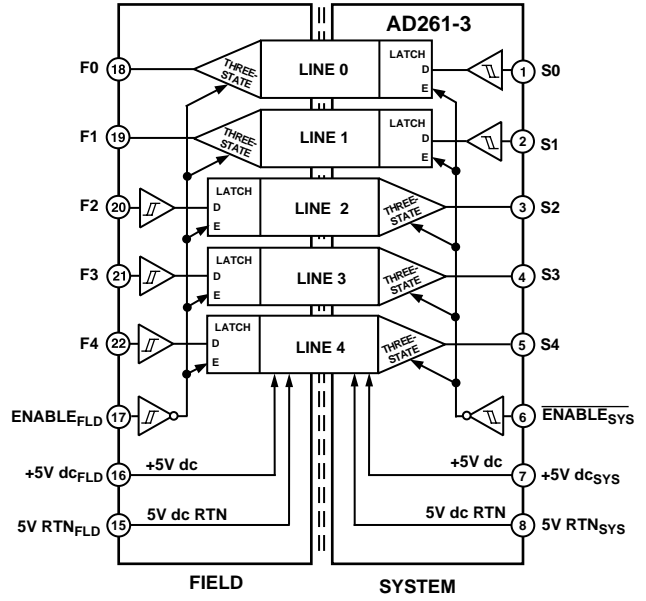 AD261-3
F0 18 THREE-STATE LINE 0 LATCH D E 1 S0
F1 19 THREE-STATE LINE 1 LATCH D E 2 S1
F2 20 LATCH D E LINE 2 THREE-STATE 3 S2
F3 21 LATCH D E LINE 3 THREE-STATE 4 S3
F4 22 LATCH D E LINE 4 THREE-STATE 5 S4
ENABLEFLD 17 6 ENABLESYS
+5V dcFLD 16 +5V dc +5V dc 7 +5V dcSYS
5V RTNFLD 15 5V dc RTN 5V dc RTN 8 5V RTNSYS
FIELD SYSTEM